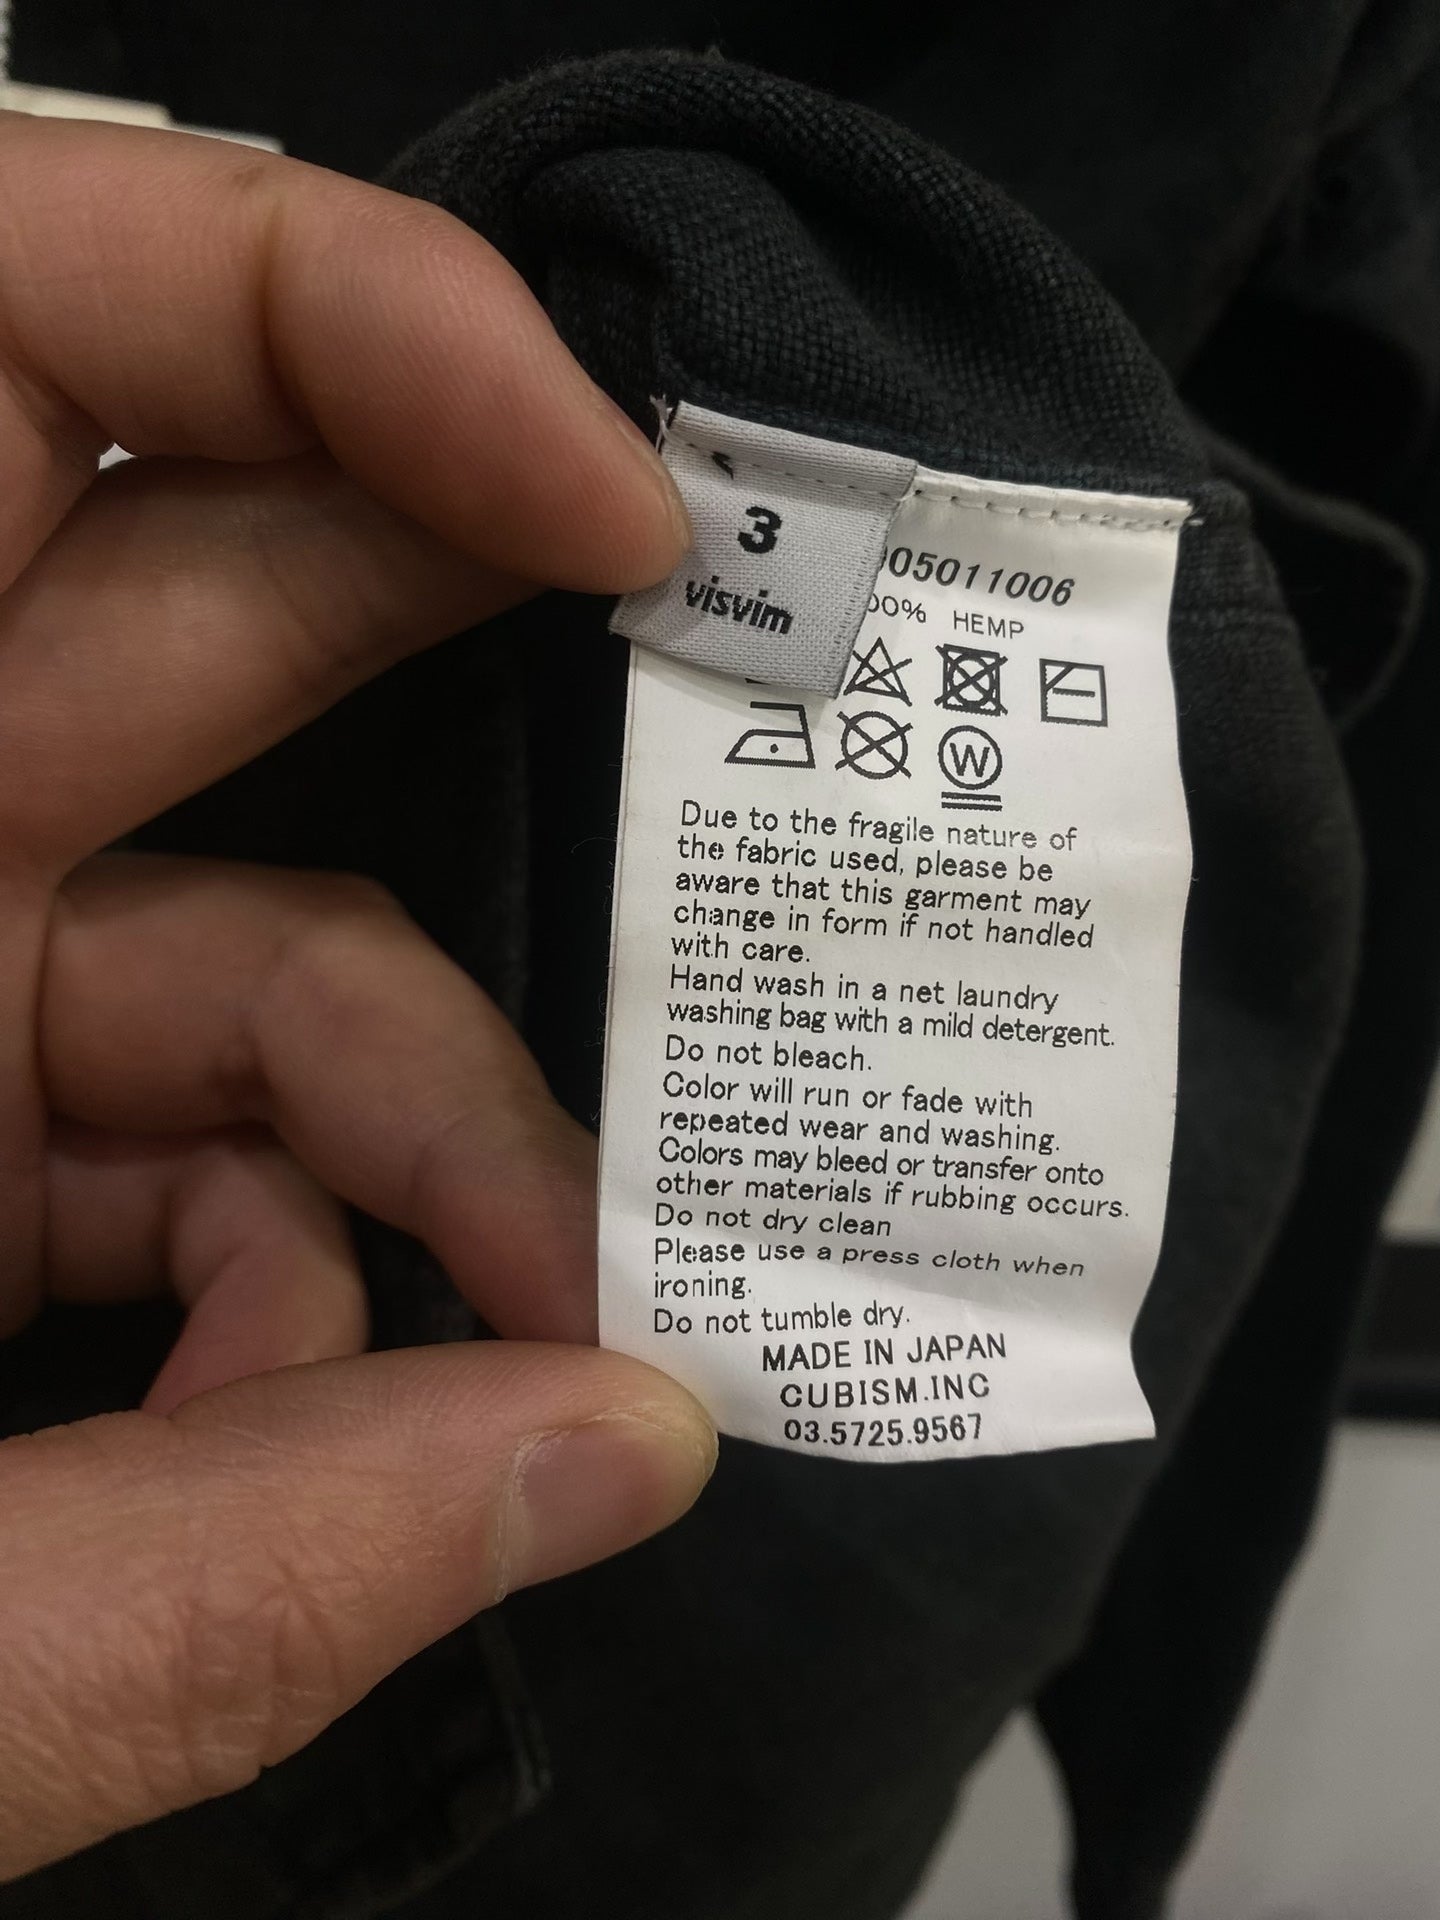 3
visvim
05011006
00% HEMP
W
Due to the fragile nature of
the fabric used, please be
aware that this garment may
change in form if not handled
with care.
Hand wash in a net laundry
washing bag with a mild detergent.
Do not bleach.
Color will run or fade with
repeated wear and washing.
Colors may bleed or transfer onto
other materials if rubbing occurs.
Do not dry clean
Please use a press cloth when
ironing.
Do not tumble dry.
MADE IN JAPAN
CUBISM.INC
03.5725.9567